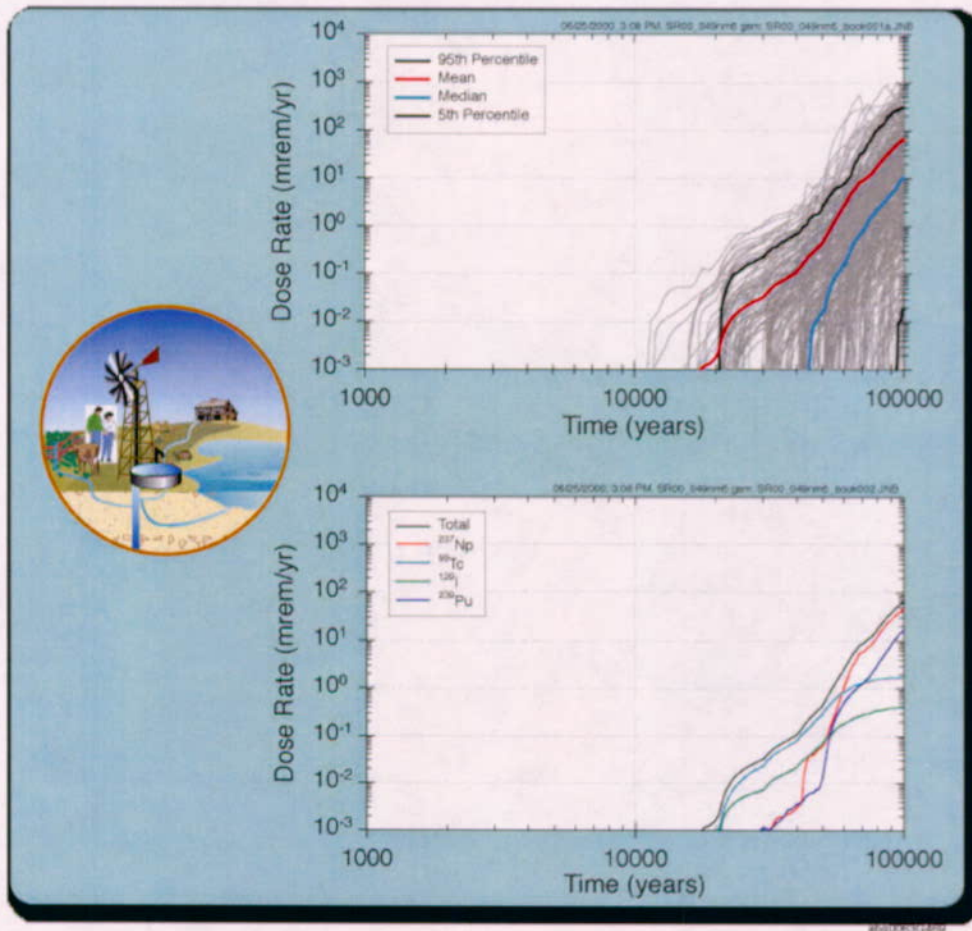 95th Percentile
Mean
Median
5th Percentile
Dose Rate (mrem/yr)
10⁴
10³
10²
10¹
10⁰
10⁻¹
10⁻²
10⁻³
1000 10000 100000
Time (years)
Total
²³⁷Np
⁹⁹Tc
¹²⁹I
²³⁹Pu
Dose Rate (mrem/yr)
10⁴
10³
10²
10¹
10⁰
10⁻¹
10⁻²
10⁻³
1000 10000 100000
Time (years)